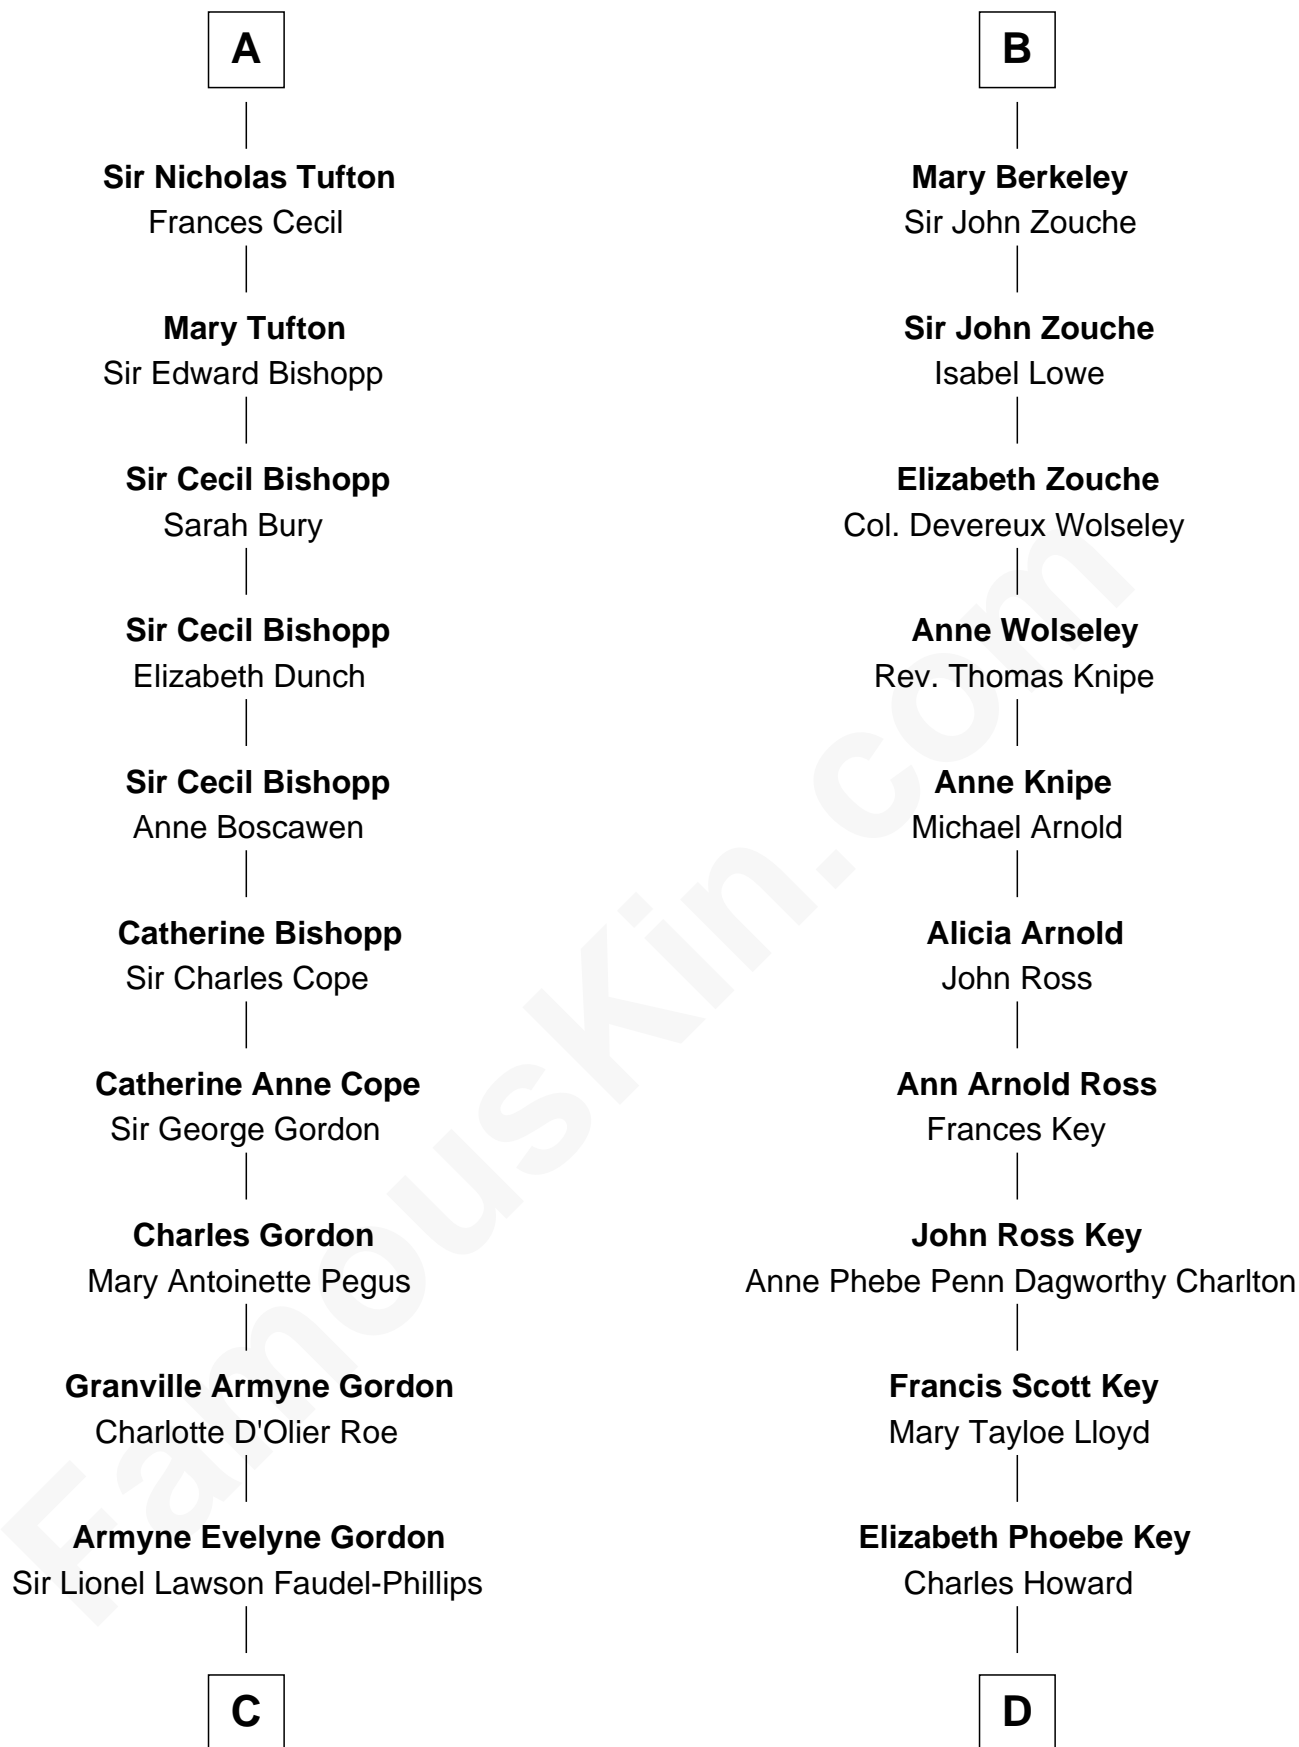 A
Sir Nicholas Tufton
Frances Cecil
Mary Tufton
Sir Edward Bishopp
Sir Cecil Bishopp
Sarah Bury
Sir Cecil Bishopp
Elizabeth Dunch
Sir Cecil Bishopp
Anne Boscawen
Catherine Bishopp
Sir Charles Cope
Catherine Anne Cope
Sir George Gordon
Charles Gordon
Mary Antoinette Pegus
Granville Armyne Gordon
Charlotte D'Olier Roe
Armyne Evelyne Gordon
Sir Lionel Lawson Faudel-Phillips
C
B
Mary Berkeley
Sir John Zouche
Sir John Zouche
Isabel Lowe
Elizabeth Zouche
Col. Devereux Wolseley
Anne Wolseley
Rev. Thomas Knipe
Anne Knipe
Michael Arnold
Alicia Arnold
John Ross
Ann Arnold Ross
Frances Key
John Ross Key
Anne Phebe Penn Dagworthy Charlton
Francis Scott Key
Mary Tayloe Lloyd
Elizabeth Phoebe Key
Charles Howard
D
FamousKin.com